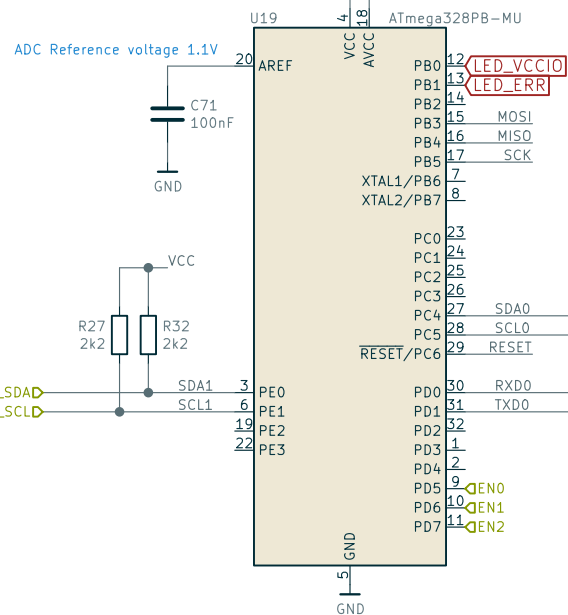 U19
4
18
ATmega328PB-MU
VCC
AVCC
ADC Reference voltage 1.1V
20
AREF
C71
100nF
GND
PB0
12
LED_VCCIO
PB1
13
LED_ERR
PB2
14
PB3
15
MOSI
PB4
16
MISO
PB5
17
SCK
XTAL1/PB6
7
XTAL2/PB7
8
PC0
23
PC1
24
PC2
25
PC3
26
PC4
27
SDA0
PC5
28
SCL0
RESET/PC6
29
RESET
VCC
R27
2k2
R32
2k2
_SDA
SDA1
3
PE0
_SCL
SCL1
6
PE1
19
PE2
22
PE3
PD0
30
RXD0
PD1
31
TXD0
PD2
32
PD3
1
PD4
2
PD5
9
EN0
PD6
10
EN1
PD7
11
EN2
GND
5
GND